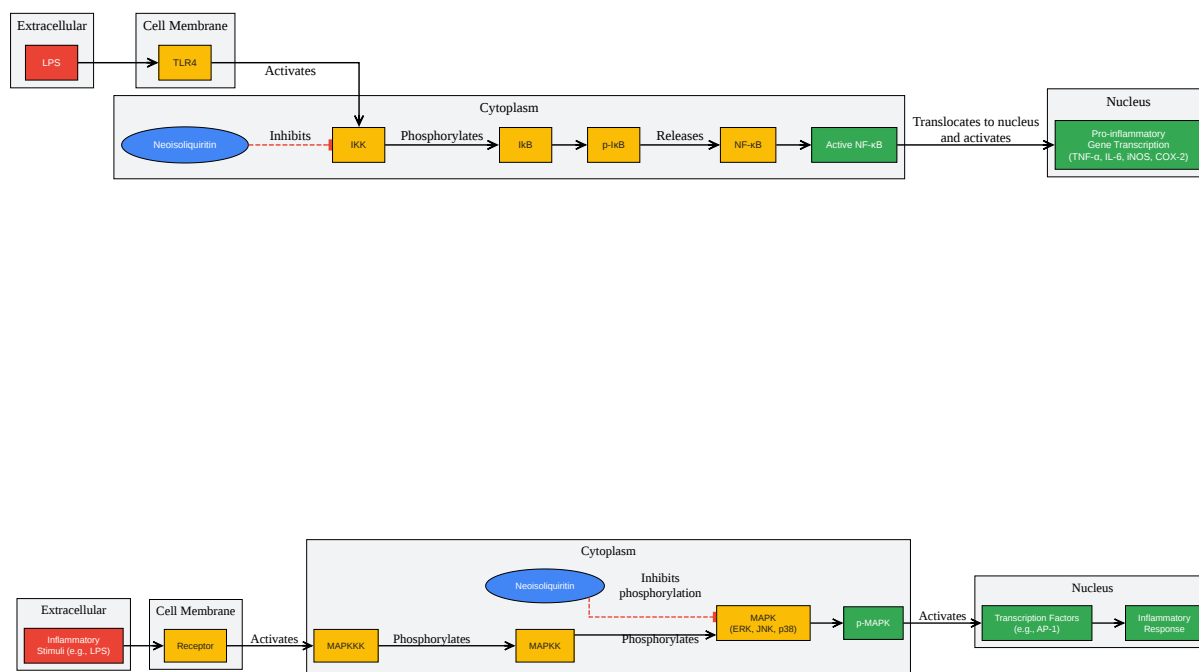 Extracellular
Cell Membrane
LPS
TLR4
Activates
Cytoplasm
Nucleus
Neoisoliquiritin
Inhibits
IKK
Phosphorylates
IkB
p-IκB
Releases
NF-κB
Active NF-κB
Translocates to nucleus
and activates
Pro-inflammatory
Gene Transcription
(TNF-α, IL-6, iNOS, COX-2)
Cytoplasm
Neoisoliquiritin
Inhibits
phosphorylation
Extracellular
Cell Membrane
Nucleus
Inflammatory
Stimuli (e.g., LPS)
Receptor
Activates
MAPKKK
Phosphorylates
MAPKK
Phosphorylates
MAPK
(ERK, JNK, p38)
p-MAPK
Activates
Transcription Factors
(e.g., AP-1)
Inflammatory
Response